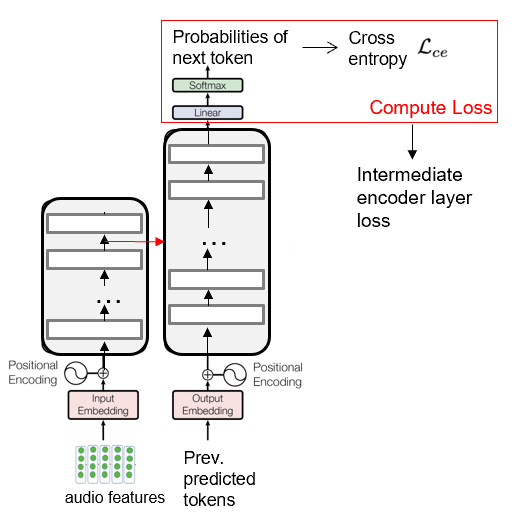 Probabilities of
next token
Cross
entropy
ℒce
Softmax
Linear
Compute Loss
Intermediate
encoder layer
loss
...
...
Positional
Encoding
Positional
Encoding
Input
Embedding
Output
Embedding
audio features
Prev.
predicted
tokens